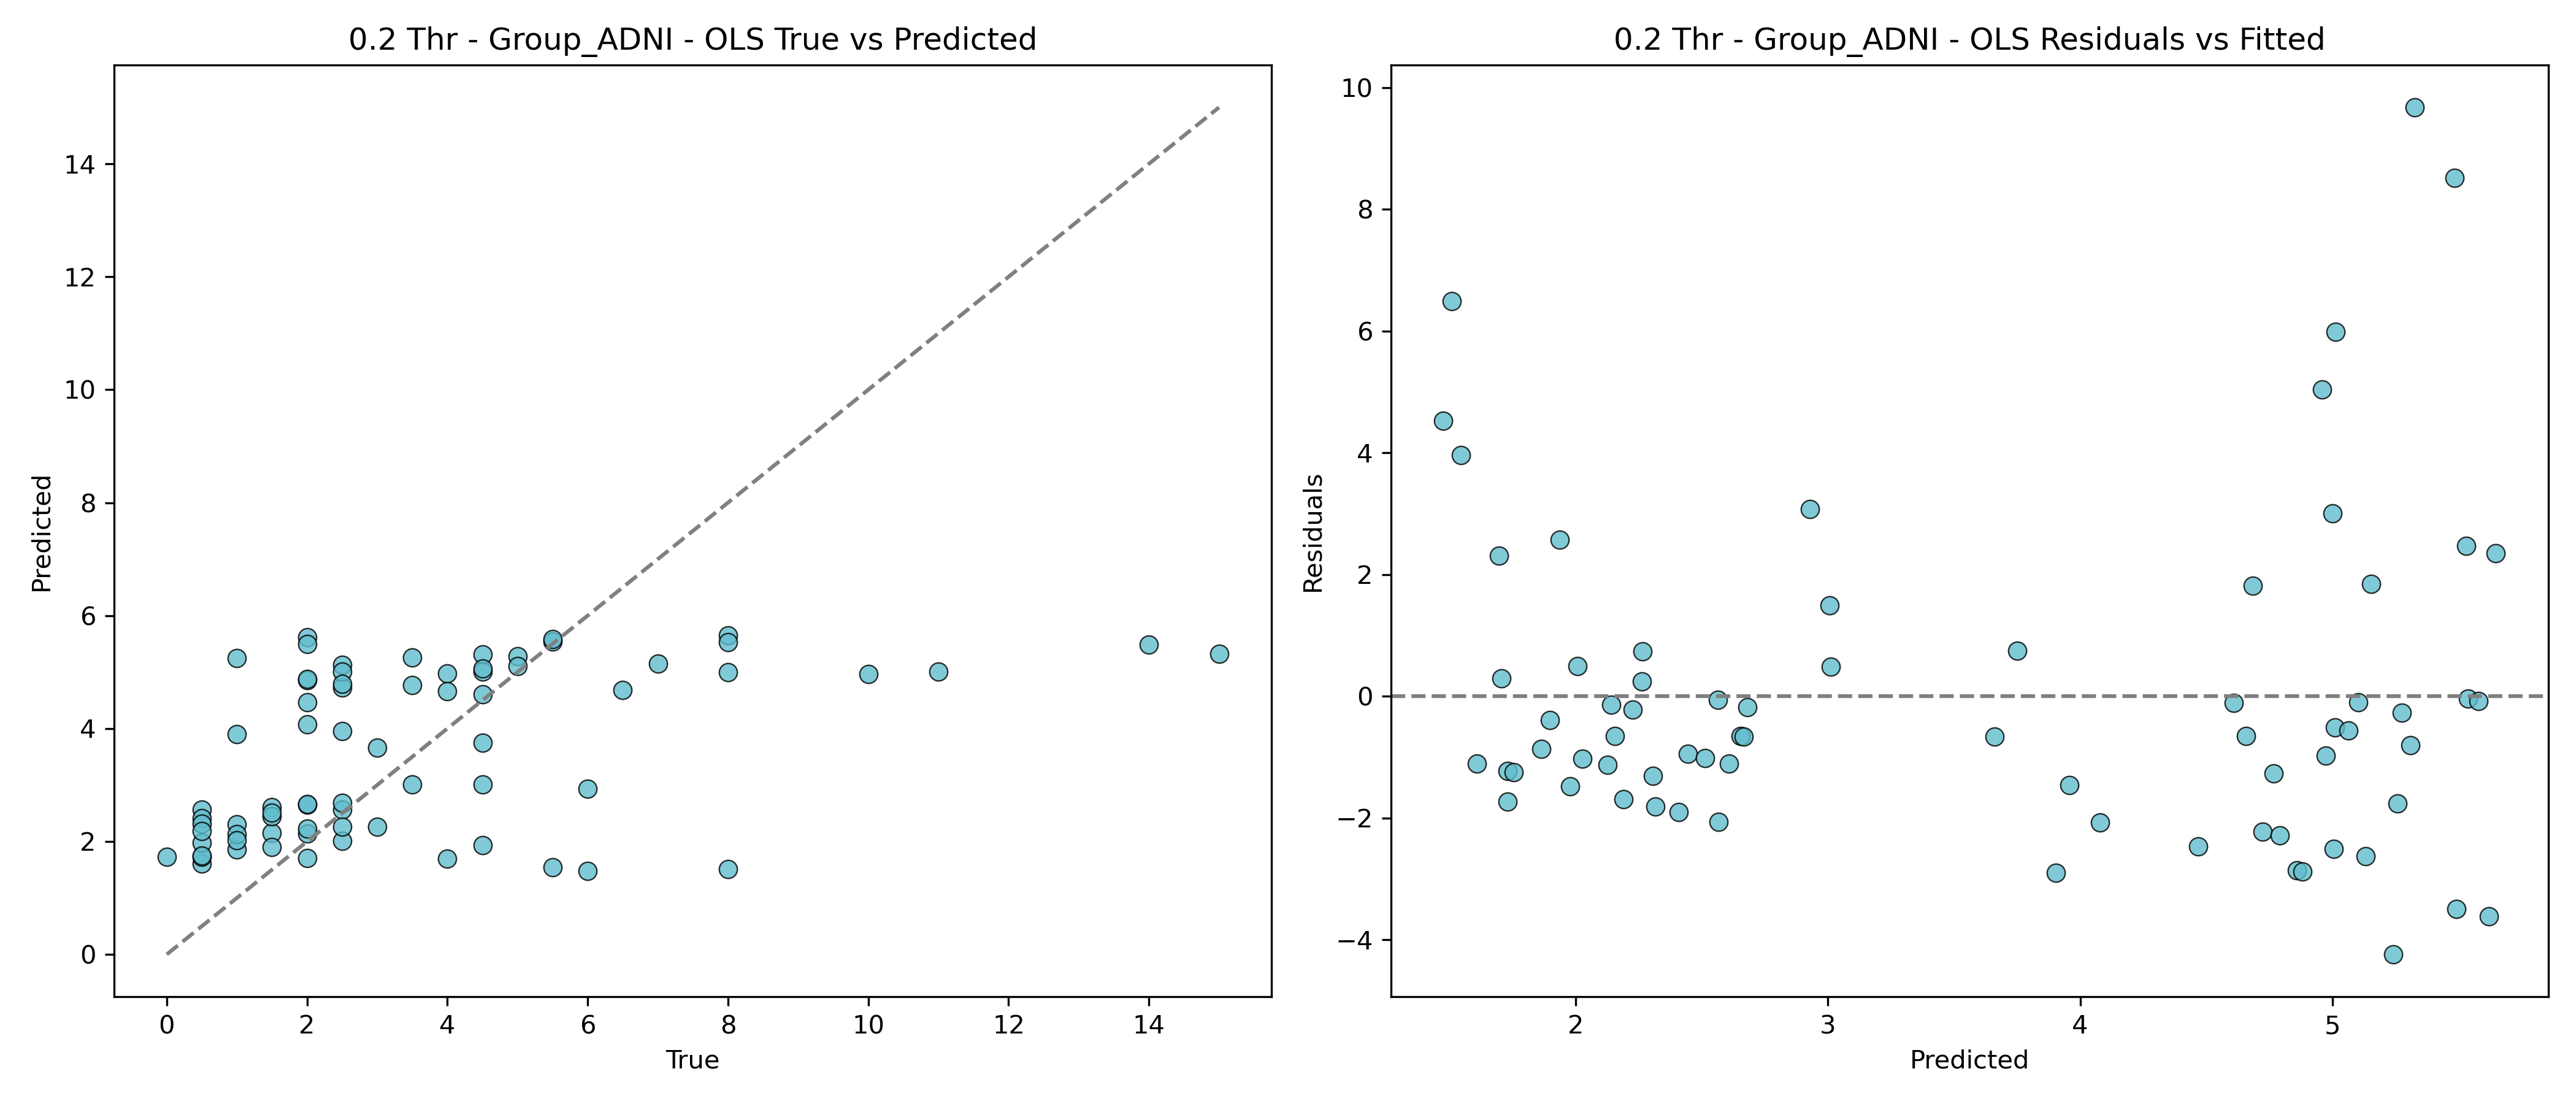 0.2 Thr - Group_ADNI - OLS True vs Predicted
14
12
10
8
6
4
2
0
Predicted
0 2 4 6 8 10 12 14
True
0.2 Thr - Group_ADNI - OLS Residuals vs Fitted
10
8
6
4
2
0
−2
−4
Residuals
2 3 4 5
Predicted